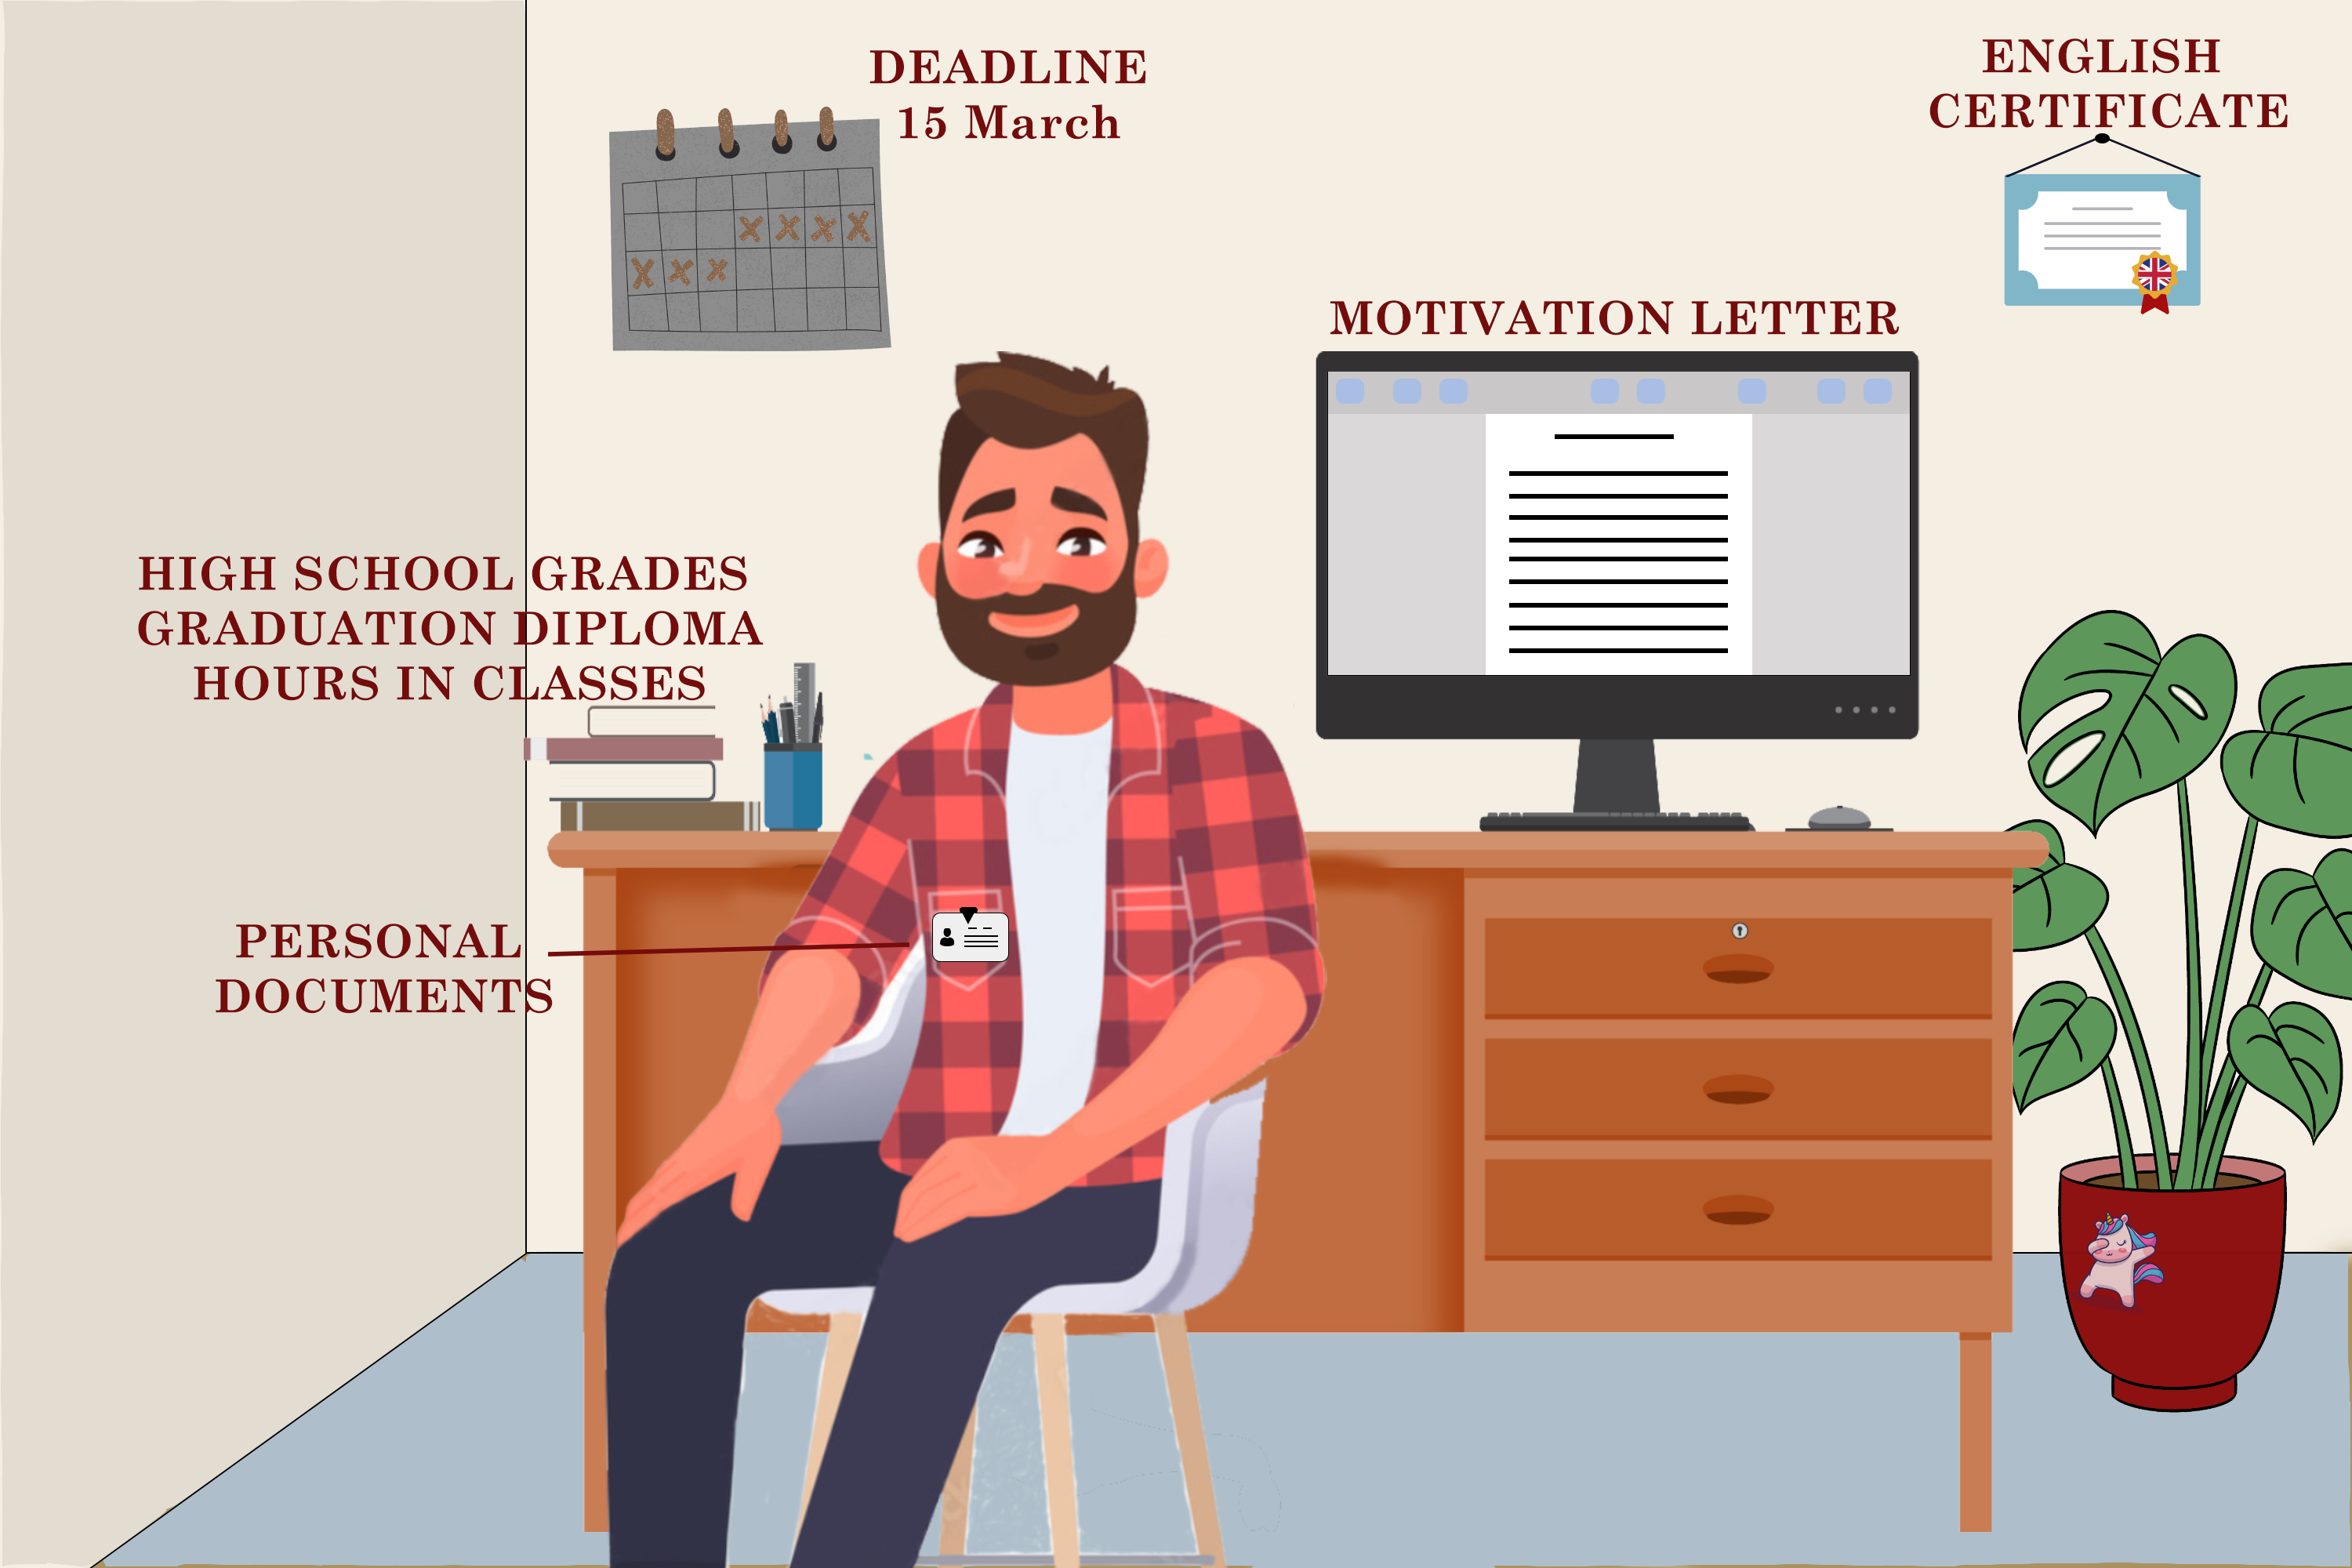 DEADLINE
15 March
ENGLISH
CERTIFICATE
MOTIVATION LETTER
HIGH SCHOOL GRADES
GRADUATION DIPLOMA
HOURS IN CLASSES
PERSONAL
DOCUMENTS